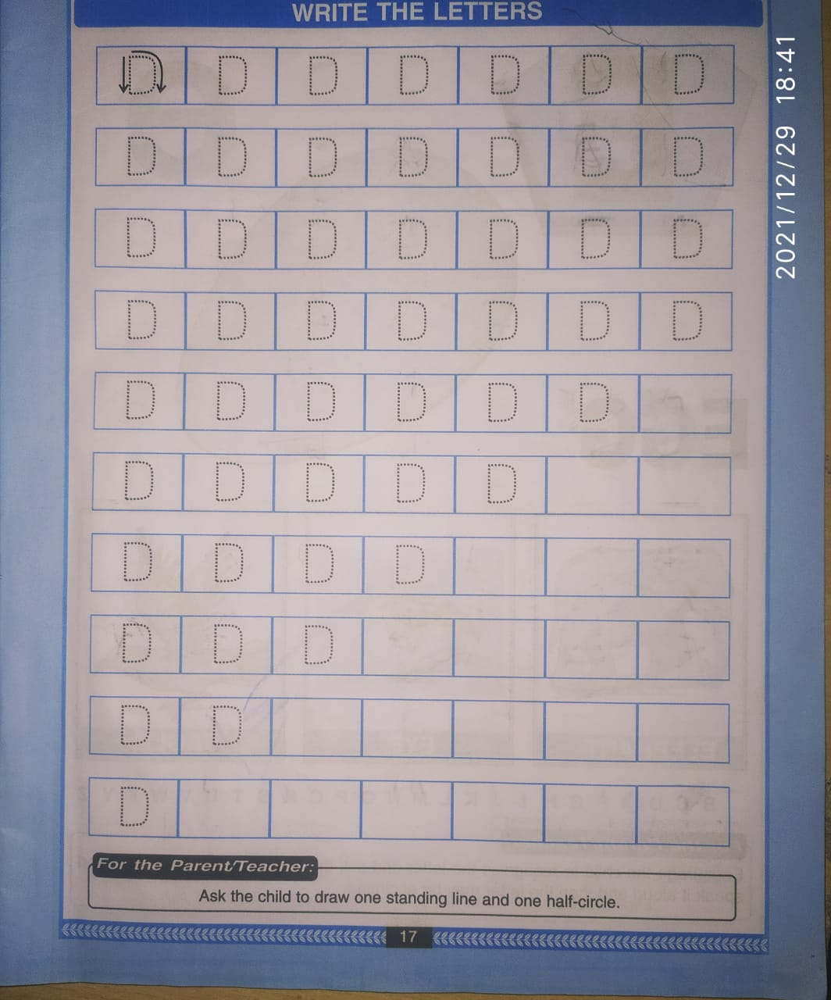 WRITE THE LETTERS
D D D D D D D
D D D D D D D
D D D D D D D
D D D D D D D
D D D D D D
D D D D D
D D D D
D D D
D D
D
For the Parent/Teacher:
Ask the child to draw one standing line and one half-circle.
17
2021/12/29 18:41